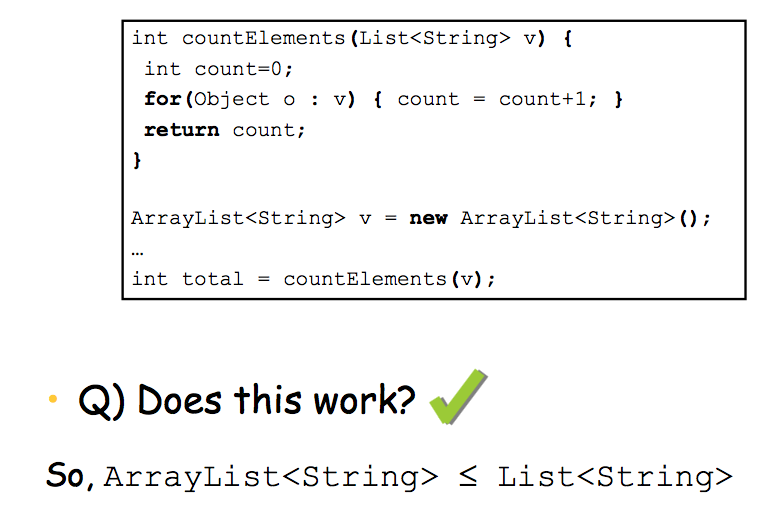 int countElements(List<String> v) {
int count=0;
for(Object o : v) { count = count+1; }
return count;
}
ArrayList<String> v = new ArrayList<String>();
…
int total = countElements(v);
• Q) Does this work?
So, ArrayList<String> ≤ List<String>